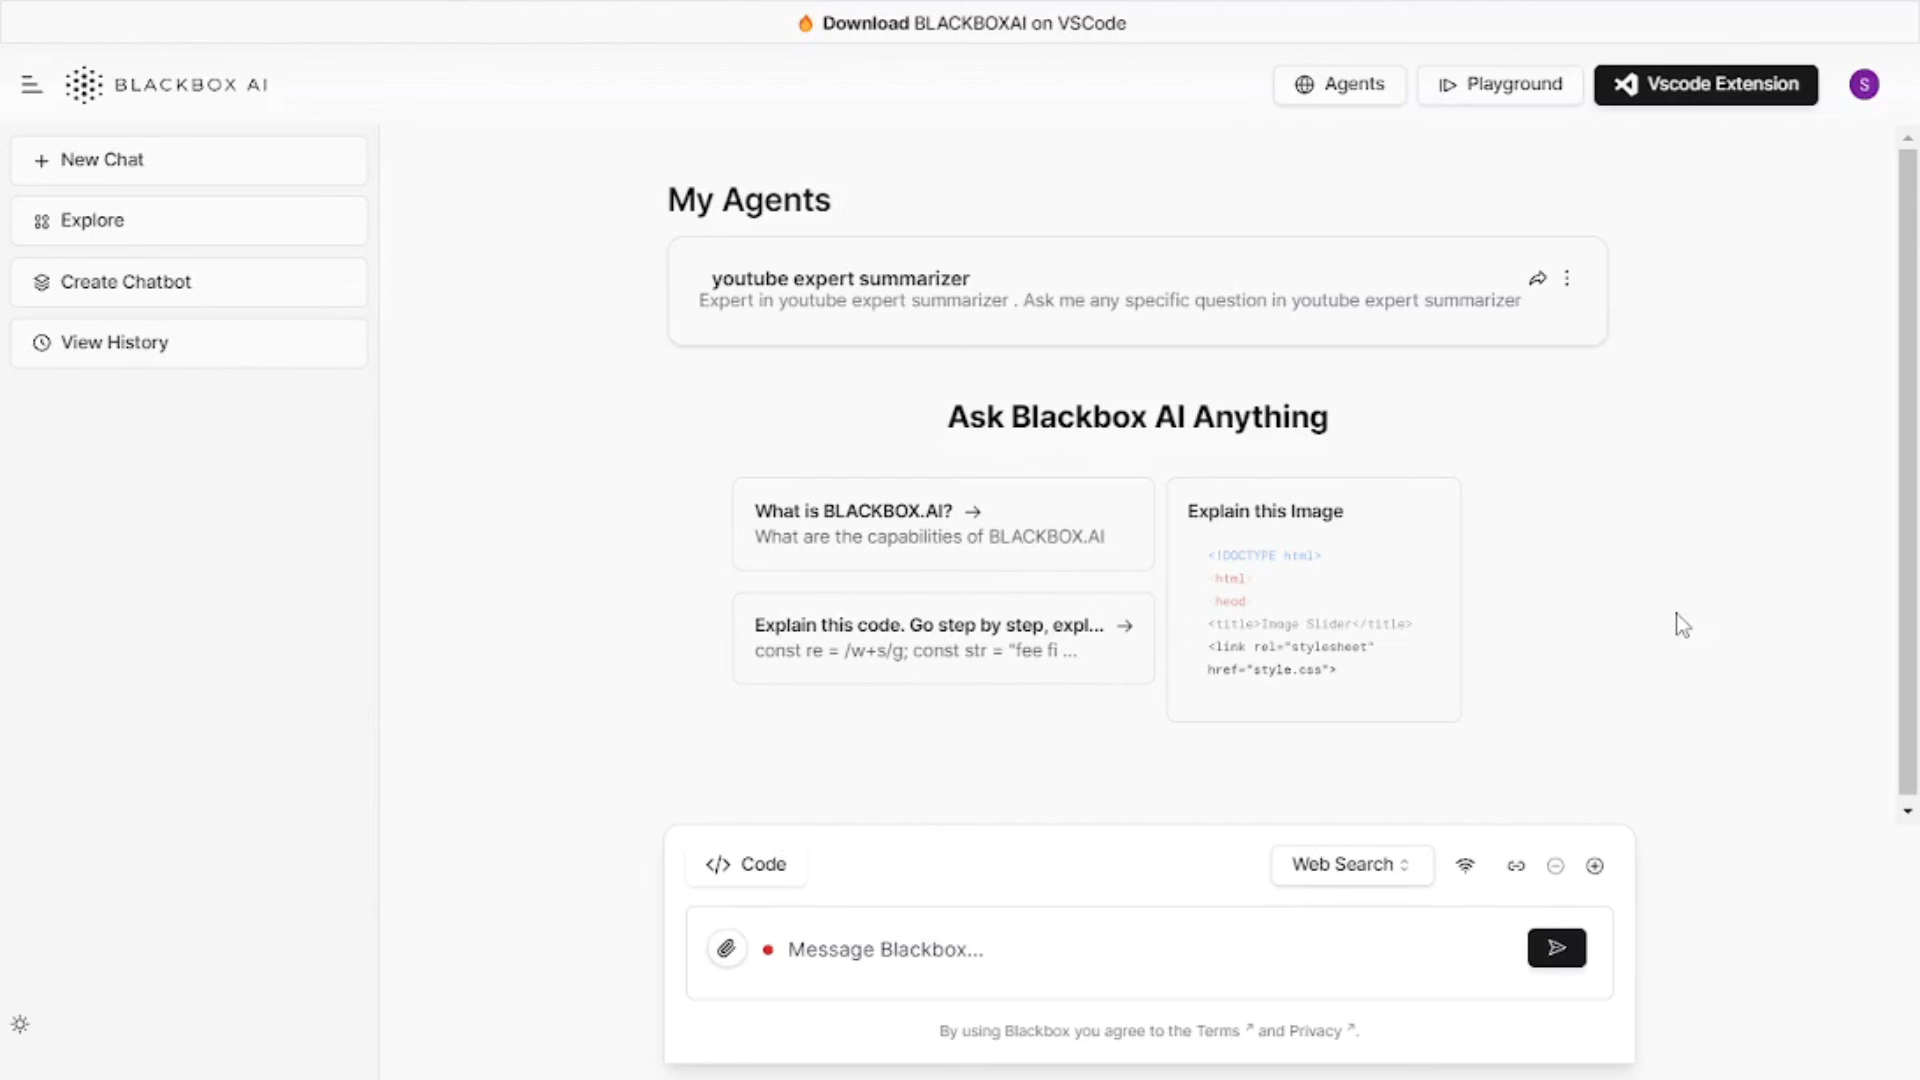 Download BLACKBOXAI on VSCode
BLACKBOX AI
Agents
Playground
Vscode Extension
S
New Chat
Explore
Create Chatbot
View History
My Agents
youtube expert summarizer
Expert in youtube expert summarizer . Ask me any specific question in youtube expert summarizer
Ask Blackbox AI Anything
What is BLACKBOX.AI? →
What are the capabilities of BLACKBOX.AI
Explain this code. Go step by step, expl... →
const re = /w+s/g; const str = "fee fi ...
Explain this Image
<!DOCTYPE html>
<html>
<head>
<title>Image Slider</title>
<link rel="stylesheet"
href="style.css">
</> Code
Web Search
Message Blackbox...
By using Blackbox you agree to the Terms ↗ and Privacy ↗.